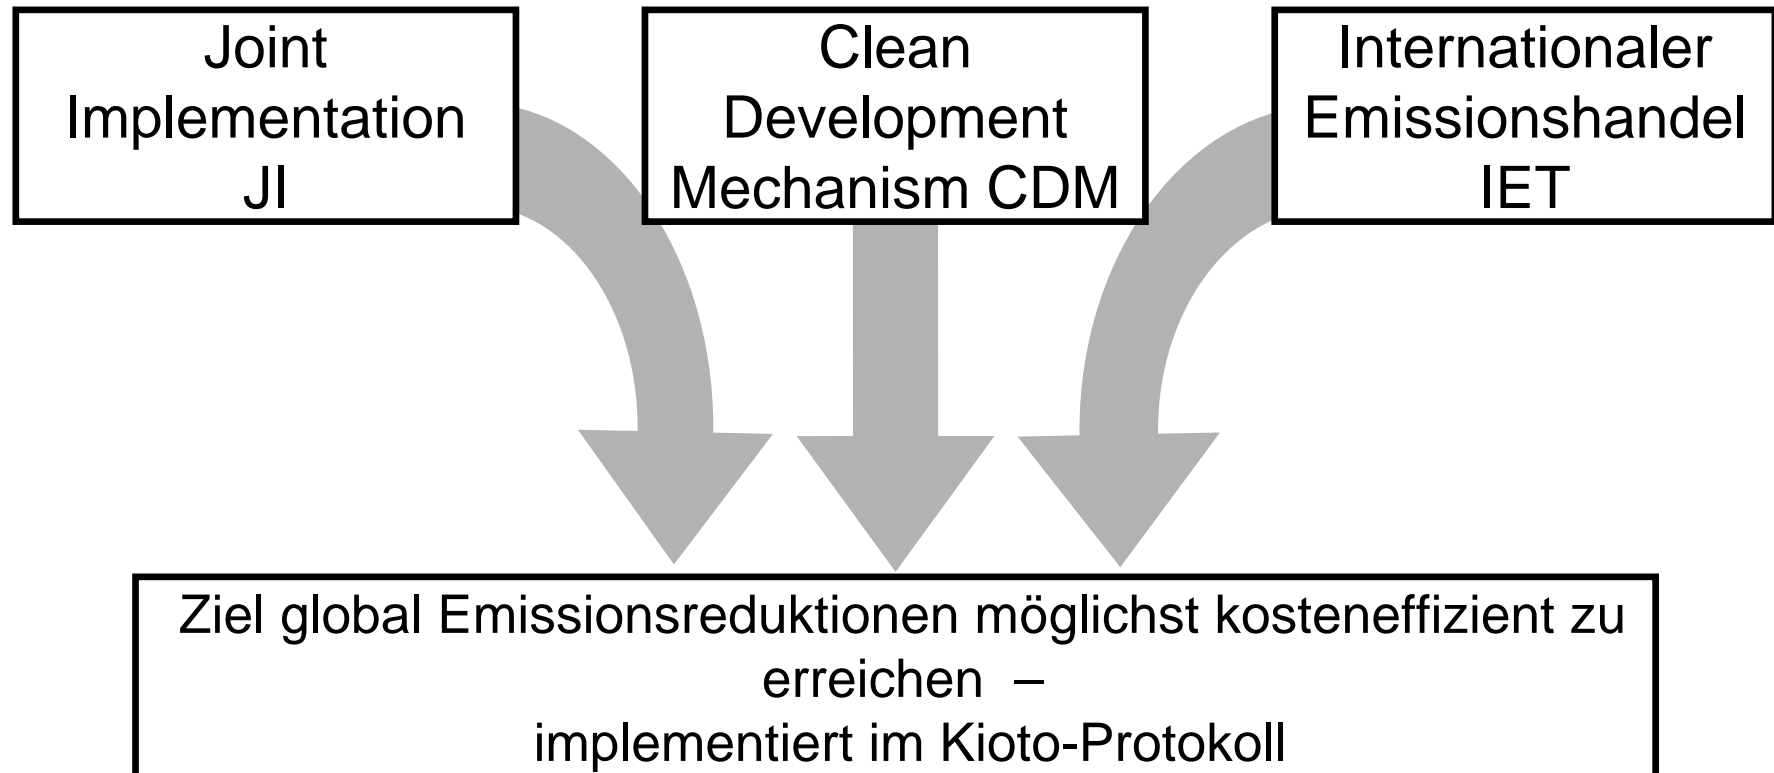 Joint
Implementation
JI
Clean
Development
Mechanism CDM
Internationaler
Emissionshandel
IET
Ziel global Emissionsreduktionen möglichst kosteneffizient zu
erreichen –
implementiert im Kioto-Protokoll